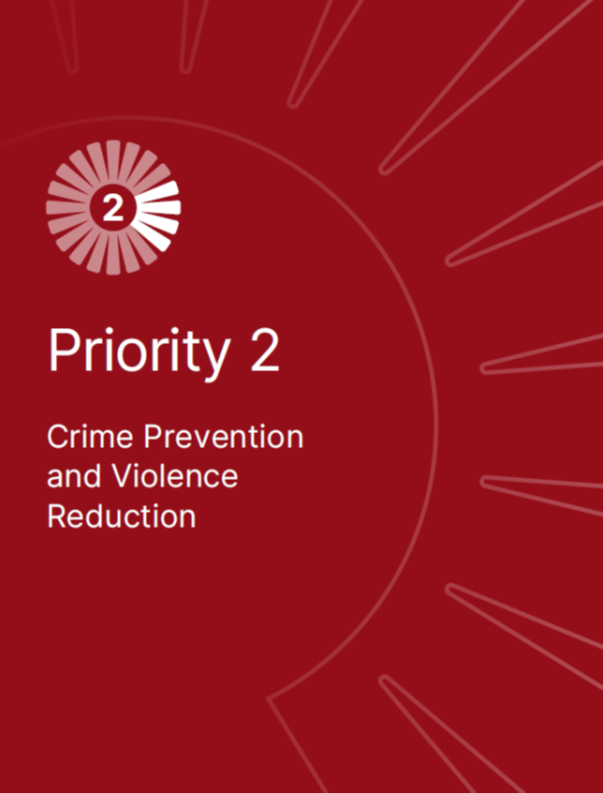 2
Priority 2
Crime Prevention
and Violence
Reduction